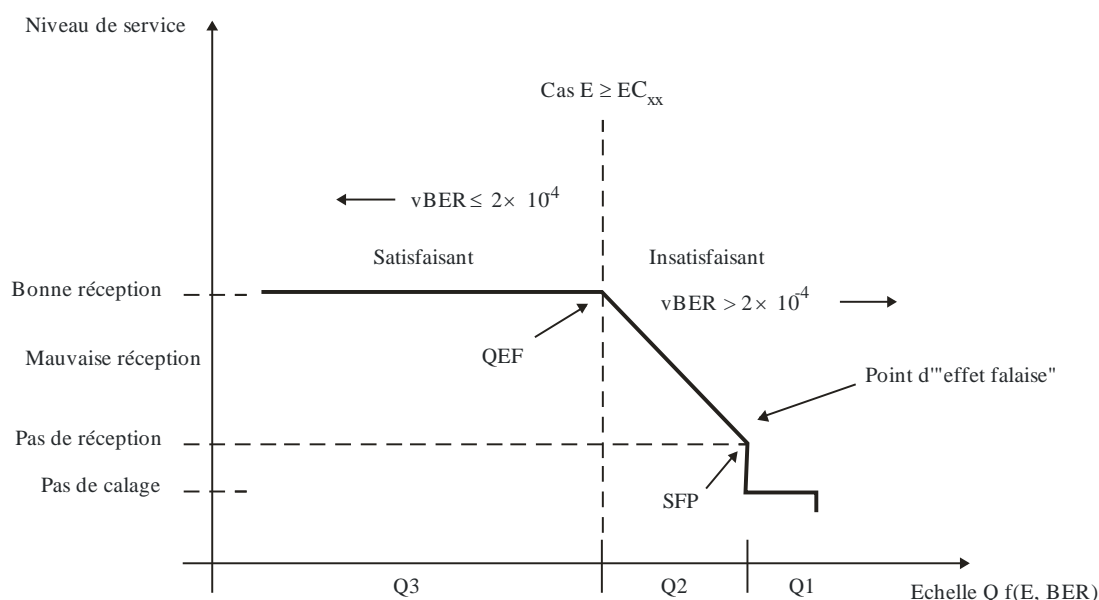 Niveau de service
Cas E ≥ EC_xx
vBER ≤ 2× 10^-4
Satisfaisant
Insatisfaisant
Bonne réception
vBER > 2× 10^-4
QEF
Mauvaise réception
Point d'"effet falaise"
Pas de réception
Pas de calage
SFP
Q3
Q2
Q1
Echelle Q f(E, BER)